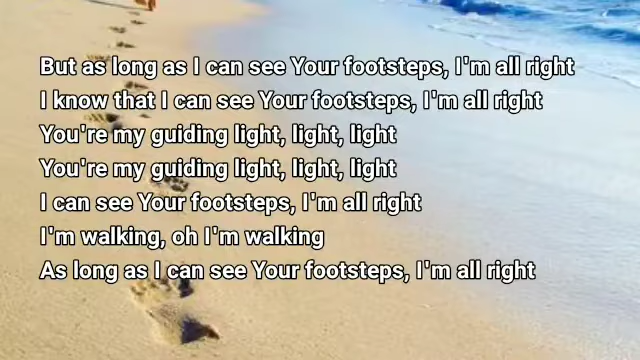 But as long as I can see Your footsteps, I'm all right
I know that I can see Your footsteps, I'm all right
You're my guiding light, light, light
You're my guiding light, light, light
I can see Your footsteps, I'm all right
I'm walking, oh I'm walking
As long as I can see Your footsteps, I'm all right